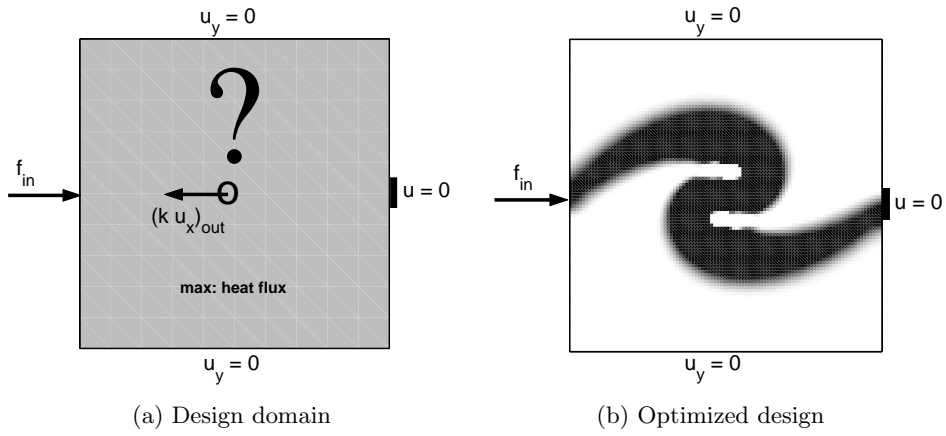 u_y = 0
?
f_in
O
(k u_x)_out
u = 0
max: heat flux
u_y = 0
(a) Design domain
u_y = 0
f_in
u = 0
u_y = 0
(b) Optimized design